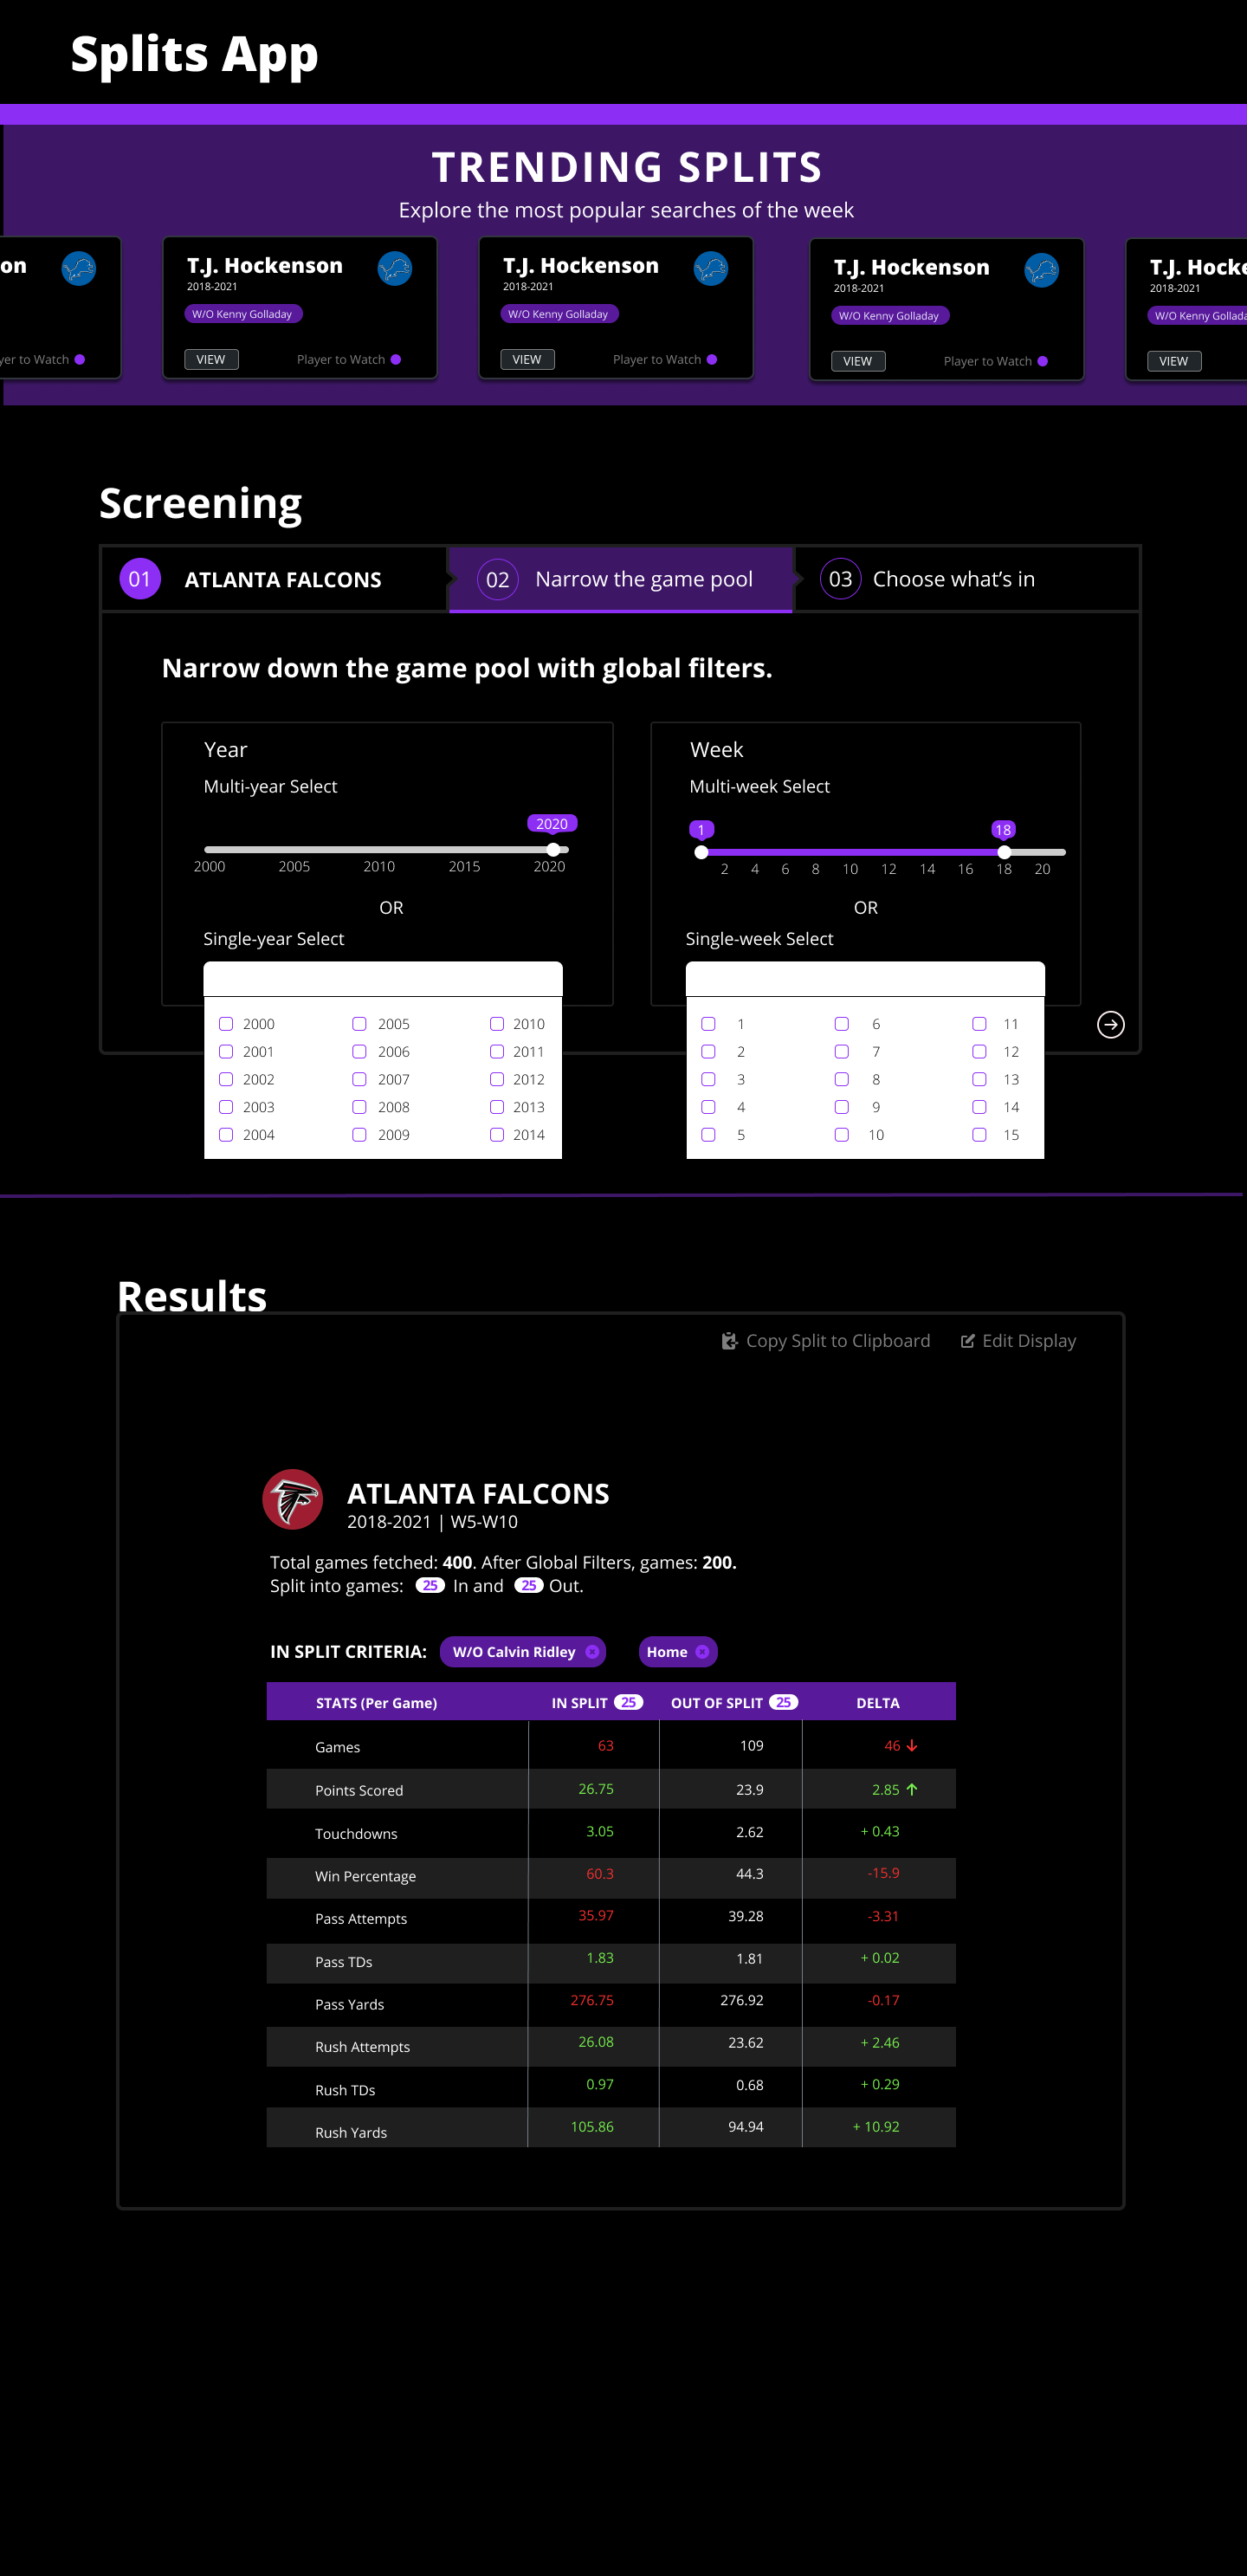 Splits App
TRENDING SPLITS
Explore the most popular searches of the week
on
yer to Watch
T.J. Hockenson
2018-2021
W/O Kenny Golladay
VIEW Player to Watch
T.J. Hockenson
2018-2021
W/O Kenny Golladay
VIEW Player to Watch
T.J. Hockenson
2018-2021
W/O Kenny Golladay
VIEW Player to Watch
T.J. Hocke
2018-2021
W/O Kenny Gollada
VIEW
Screening
01 ATLANTA FALCONS
02 Narrow the game pool
03 Choose what’s in
Narrow down the game pool with global filters.
Year
Multi-year Select
2020
2000 2005 2010 2015 2020
OR
Single-year Select
2000 2005 2010
2001 2006 2011
2002 2007 2012
2003 2008 2013
2004 2009 2014
Week
Multi-week Select
1 18
2 4 6 8 10 12 14 16 18 20
OR
Single-week Select
1 6 11
2 7 12
3 8 13
4 9 14
5 10 15
Results
Copy Split to Clipboard Edit Display
ATLANTA FALCONS
2018-2021 | W5-W10
Total games fetched: 400. After Global Filters, games: 200.
Split into games: 25 In and 25 Out.
IN SPLIT CRITERIA: W/O Calvin Ridley Home
STATS (Per Game) IN SPLIT 25 OUT OF SPLIT 25 DELTA
Games 63 109 46
Points Scored 26.75 23.9 2.85
Touchdowns 3.05 2.62 + 0.43
Win Percentage 60.3 44.3 -15.9
Pass Attempts 35.97 39.28 -3.31
Pass TDs 1.83 1.81 + 0.02
Pass Yards 276.75 276.92 -0.17
Rush Attempts 26.08 23.62 + 2.46
Rush TDs 0.97 0.68 + 0.29
Rush Yards 105.86 94.94 + 10.92